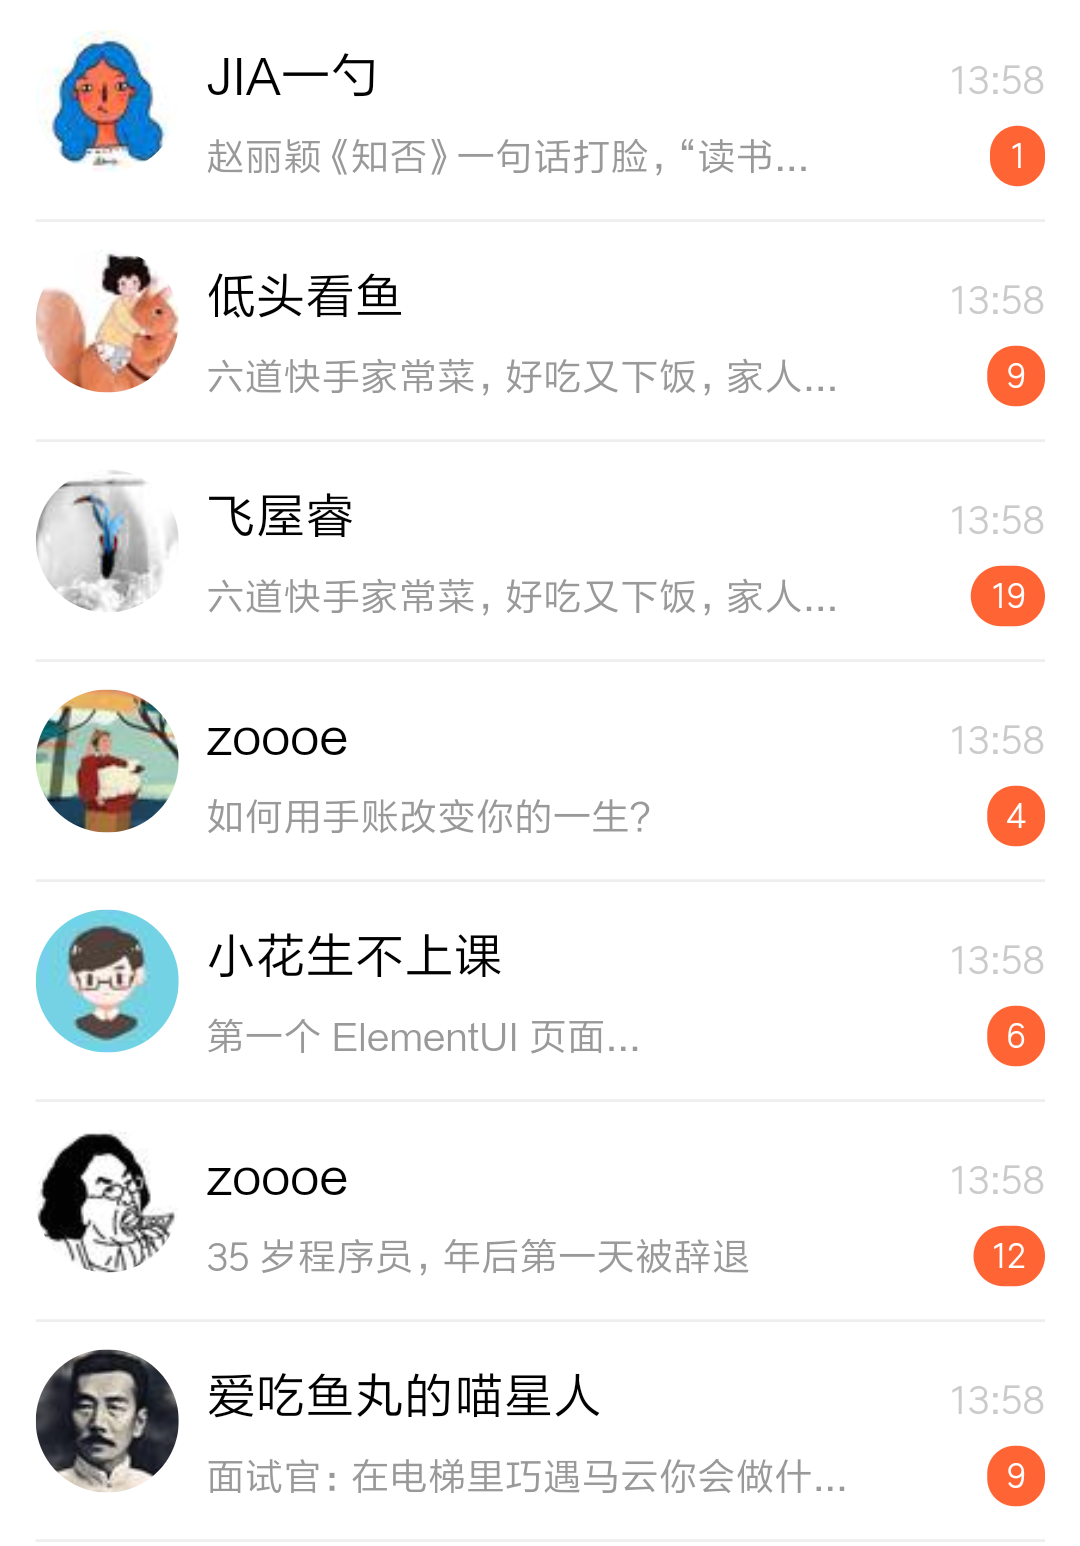 JIA一勺
13:58
赵丽颖《知否》一句话打脸，“读书...
1
低头看鱼
13:58
六道快手家常菜，好吃又下饭，家人...
9
飞屋睿
13:58
六道快手家常菜，好吃又下饭，家人...
19
zoooe
13:58
如何用手账改变你的一生?
4
小花生不上课
13:58
第一个 ElementUI 页面...
6
zoooe
13:58
35 岁程序员，年后第一天被辞退
12
爱吃鱼丸的喵星人
13:58
面试官：在电梯里巧遇马云你会做什...
9